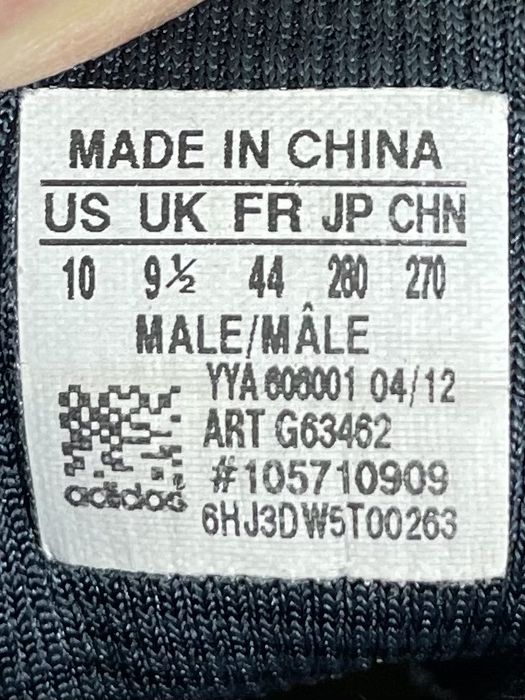 MADE IN CHINA
US UK FR JP CHN
10 9½ 44 280 270
MALE/MÂLE
YYA 606001 04/12
ART G63462
#105710909
adidas 6HJ3DW5T00263